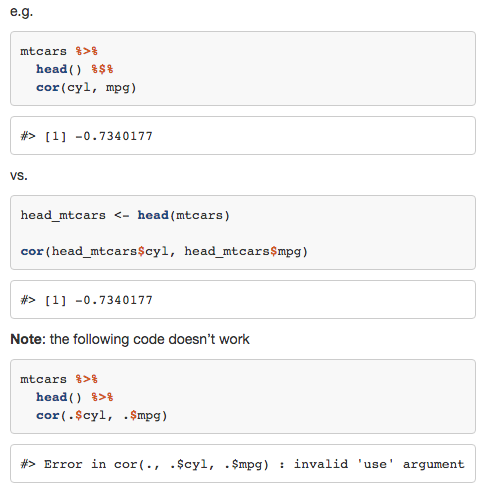 e.g.
mtcars %>%
  head() %$%
  cor(cyl, mpg)
#> [1] -0.7340177
vs.
head_mtcars <- head(mtcars)
cor(head_mtcars$cyl, head_mtcars$mpg)
#> [1] -0.7340177
Note: the following code doesn't work
mtcars %>%
  head() %>%
  cor(.$cyl, .$mpg)
#> Error in cor(., .$cyl, .$mpg) : invalid 'use' argument